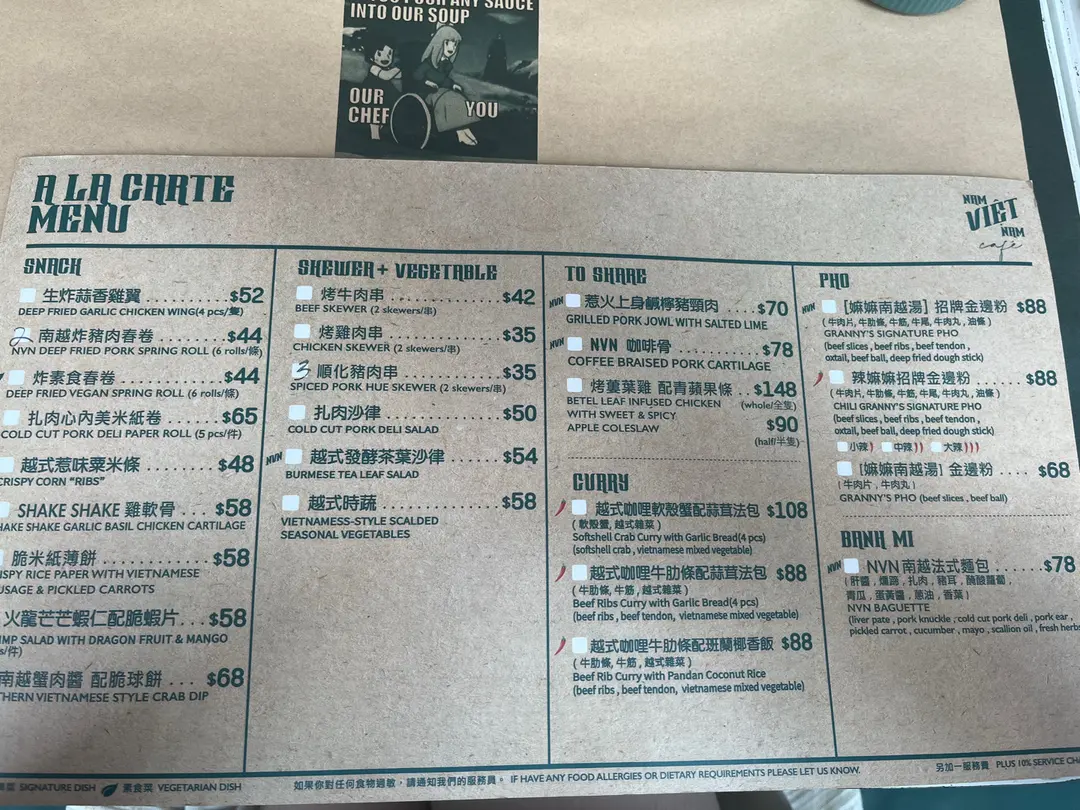 ANY SAUCE
INTO OUR SOUP
OUR
CHEF
YOU
A LA CARTE
MENU
NAM
VIỆT
NAM
café
SNACK
生炸蒜香雞翼 $52
DEEP FRIED GARLIC CHICKEN WING(4 pcs/隻)
2 南越炸豬肉春卷 $44
NVN DEEP FRIED PORK SPRING ROLL (6 rolls/條)
炸素食春卷 $44
DEEP FRIED VEGAN SPRING ROLL (6 rolls/條)
扎肉心內美米紙卷 $65
COLD CUT PORK DELI PAPER ROLL (5 pcs/件)
越式惹味粟米條 $48
CRISPY CORN "RIBS"
SHAKE SHAKE 雞軟骨 $58
SHAKE GARLIC BASIL CHICKEN CARTILAGE
脆米紙薄餅 $58
RICE PAPER WITH VIETNAMESE
& PICKLED CARROTS
火龍芒芒蝦仁配脆蝦片 $58
SALAD WITH DRAGON FRUIT & MANGO
南越蟹肉醬 配脆球餅 $68
VIETNAMESE STYLE CRAB DIP
SKEWER + VEGETABLE
烤牛肉串 $42
BEEF SKEWER (2 skewers/串)
烤雞肉串 $35
CHICKEN SKEWER (2 skewers/串)
3 順化豬肉串 $35
SPICED PORK HUE SKEWER (2 skewers/串)
扎肉沙律 $50
COLD CUT PORK DELI SALAD
NVN 越式發酵茶葉沙律 $54
BURMESE TEA LEAF SALAD
越式時蔬 $58
VIETNAMESS-STYLE SCALDED
SEASONAL VEGETABLES
TO SHARE
NVN 惹火上身鹹檸豬頸肉 $70
GRILLED PORK JOWL WITH SALTED LIME
NVN NVN 咖啡骨 $78
COFFEE BRAISED PORK CARTILAGE
烤蔞葉雞 配青蘋果條 $148
BETEL LEAF INFUSED CHICKEN (whole/全隻)
WITH SWEET & SPICY $90
APPLE COLESLAW (half/半隻)
CURRY
越式咖哩軟殼蟹配蒜茸法包 $108
(軟殼蟹, 越式雜菜)
Softshell Crab Curry with Garlic Bread(4 pcs)
(softshell crab , vietnamese mixed vegetable)
越式咖哩牛肋條配蒜茸法包 $88
(牛肋條, 牛筋 , 越式雜菜)
Beef Ribs Curry with Garlic Bread(4 pcs)
(beef ribs, beef tendon, vietnamese mixed vegetable)
越式咖哩牛肋條配班蘭椰香飯 $88
(牛肋條, 牛筋 , 越式雜菜)
Beef Rib Curry with Pandan Coconut Rice
(beef ribs , beef tendon, vietnamese mixed vegetable)
PHO
NVN [嫲嫲南越湯] 招牌金邊粉 $88
(牛肉片 , 牛肋條 , 牛筋 , 牛尾 , 牛肉丸 , 油條)
GRANNY'S SIGNATURE PHO
(beef slices , beef ribs , beef tendon ,
oxtail, beef ball, deep fried dough stick)
辣嫲嫲招牌金邊粉 $88
(牛肉片 , 牛肋條 , 牛筋 , 牛尾 , 牛肉丸 , 油條)
CHILI GRANNY'S SIGNATURE PHO
(beef slices , beef ribs , beef tendon ,
oxtail, beef ball, deep fried dough stick)
小辣 中辣 大辣
[嫲嫲南越湯] 金邊粉 $68
(牛肉片 , 牛肉丸)
GRANNY'S PHO (beef slices , beef ball)
BANH MI
NVN NVN 南越法式麵包 $78
(肝醬 , 燻蹄 , 扎肉 , 豬耳 , 醃酸蘿蔔 ,
青瓜 , 蛋黃醬 , 蔥油 , 香菜)
NVN BAGUETTE
(liver pate , pork knuckle , cold cut pork deli , pork ear ,
pickled carrot , cucumber , mayo , scallion oil , fresh herbs
SIGNATURE DISH 素食菜 VEGETARIAN DISH
如果你對任何食物過敏，請通知我們的服務員。 IF HAVE ANY FOOD ALLERGIES OR DIETARY REQUIREMENTS PLEASE LET US KNOW.
另加一服務費 PLUS 10% SERVICE